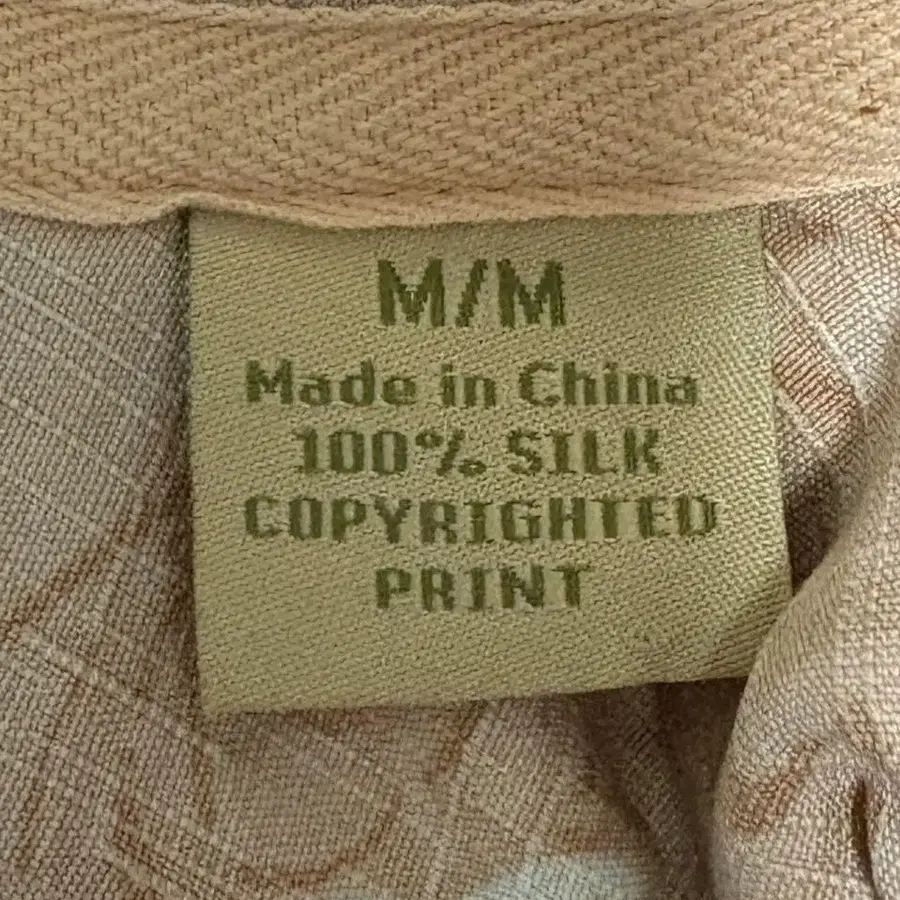 M/M
Made in China
100% SILK
COPYRIGHTED
PRINT